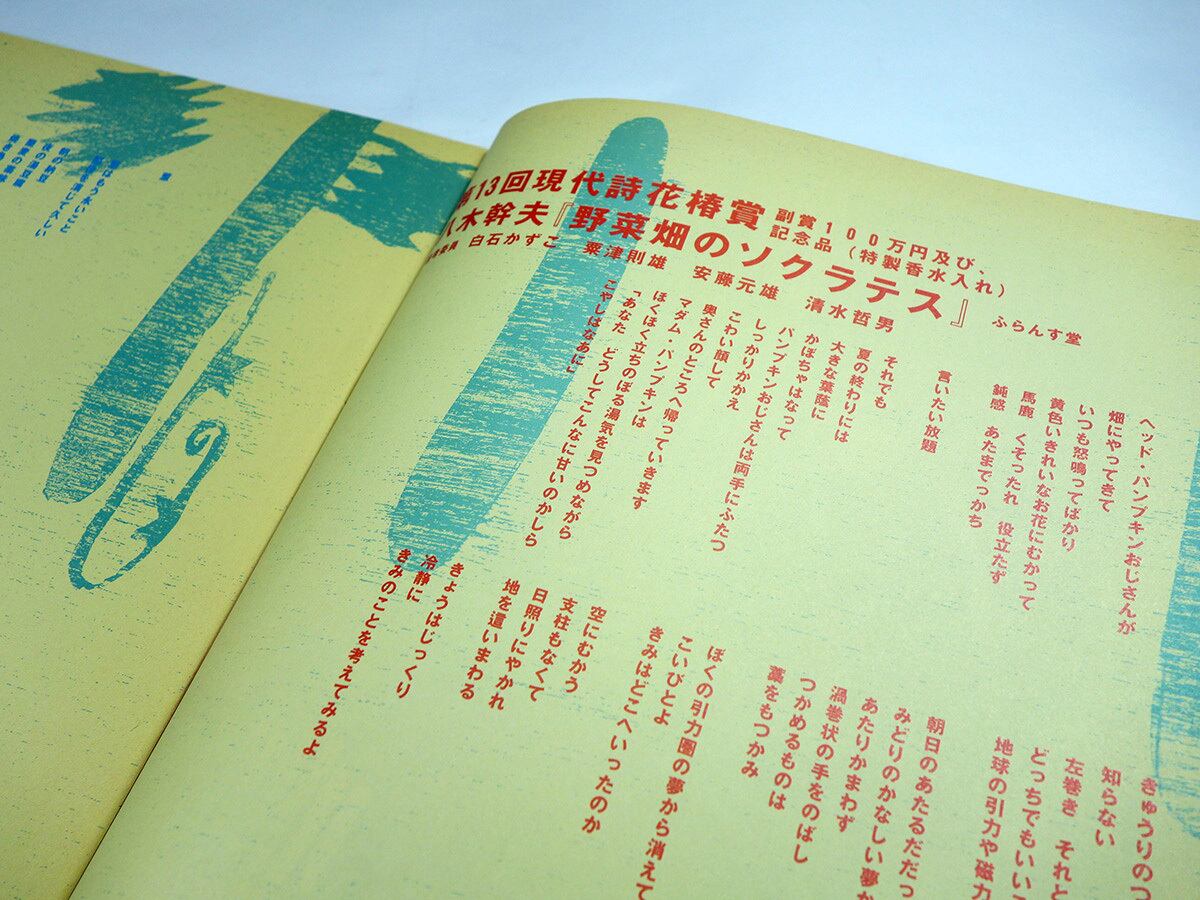 第13回現代詩花椿賞
副賞100万円及び、
記念品(特製香水入れ)
八木幹夫『野菜畑のソクラテス』
ふらんす堂
白石かずこ 粟津則雄 安藤元雄 清水哲男
ヘッド・パンプキンおじさんが
畑にやってきて
いつも怒鳴ってばかり
黄色いきれいなお花にむかって
馬鹿 くそったれ 役立たず
鈍感 あたまでっかち
言いたい放題
それでも
夏の終わりには
大きな葉蔭に
かぼちゃはなって
パンプキンおじさんは両手にふたつ
しっかりかかえ
こわい顔して
奥さんのところへ帰っていきます
マダム・パンプキンは
ほくほく立ちのぼる湯気を見つめながら
「あなた どうしてこんなに甘いのかしら
こやしはなあに」
きゅうりのつ
知らない
左巻き それと
どっちでもいいこ
地球の引力や磁力
朝日のあたるだだっ
みどりのかなしい夢か
あたりかまわず
渦巻状の手をのばし
つかめるものは
藁をもつかみ
ぼくの引力圏の夢から消えて
こいびとよ
きみはどこへいったのか
空にむかう
支柱もなくて
日照りにやかれ
地を這いまわる
きょうはじっくり
冷静に
きみのことを考えてみるよ